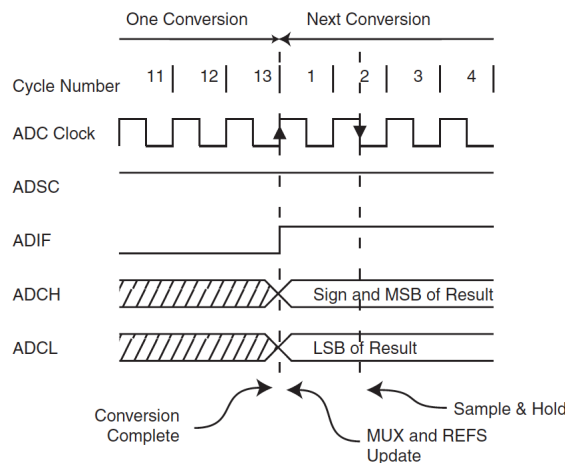 One Conversion
Next Conversion
Cycle Number
11
12
13
1
2
3
4
ADC Clock
ADSC
ADIF
ADCH
Sign and MSB of Result
ADCL
LSB of Result
Conversion
Complete
MUX and REFS
Update
Sample & Hold